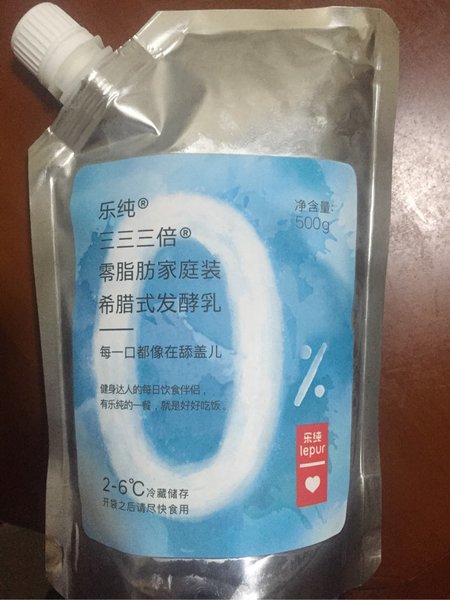 乐纯®
三三三倍®
零脂肪家庭装
希腊式发酵乳
每一口都像在舔盖儿
健身达人的每日饮食伴侣，
有乐纯的一餐，就是好好吃饭。
2-6℃冷藏储存
开袋之后请尽快食用
净含量:
500g
0%
乐纯
lepur